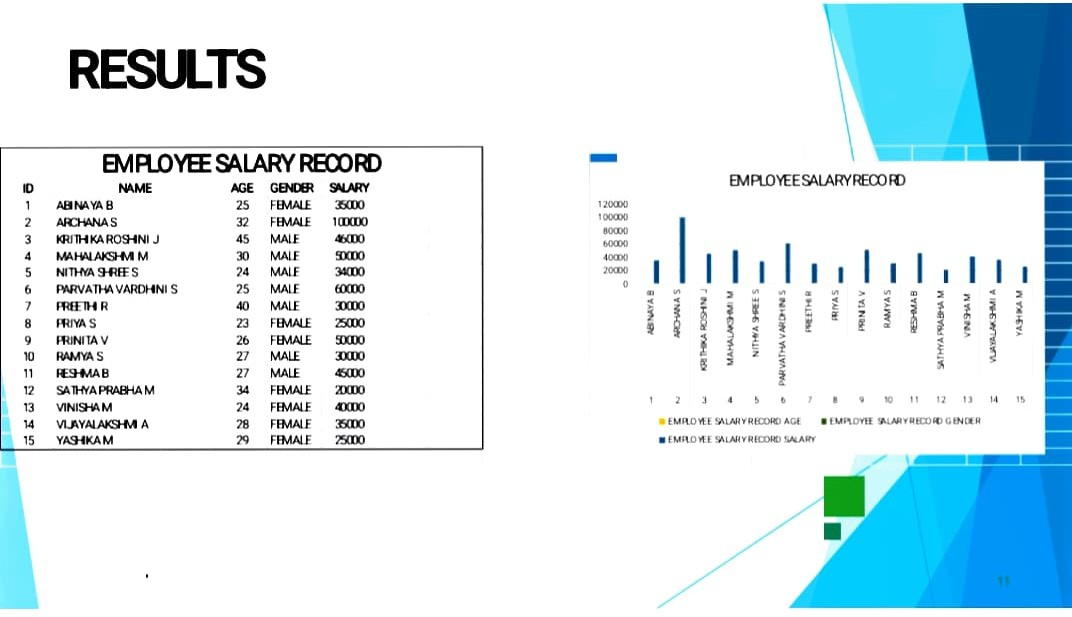 RESULTS
EMPLOYEE SALARY RECORD
ID NAME AGE GENDER SALARY
1 ABINAYA B 25 FEMALE 35000
2 ARCHANA S 32 FEMALE 100000
3 KRITHIKA ROSHINI J 45 MALE 46000
4 MAHALAKSHMI M 30 MALE 50000
5 NITHYA SHREE S 24 MALE 34000
6 PARVATHA VARDHINI S 25 MALE 60000
7 PREETHI R 40 MALE 30000
8 PRIYA S 23 FEMALE 25000
9 PRINITA V 26 FEMALE 50000
10 RAMYA S 27 MALE 30000
11 RESHMA B 27 MALE 45000
12 SATHYA PRABHA M 34 FEMALE 20000
13 VINISHA M 24 FEMALE 40000
14 VIJAYALAKSHMI A 28 FEMALE 35000
15 YASHIKA M 29 FEMALE 25000
EMPLOYEE SALARY RECORD
120000
100000
80000
60000
40000
20000
0
ABINAYA B
ARCHANA S
KRITHIKA ROSHINI J
MAHALAKSHMI M
NITHYA SHREE S
PARVATHA VARDHINI S
PREETHI R
PRIYA S
PRINITA V
RAMYA S
RESHMA B
SATHYA PRABHA M
VINISHA M
VIJAYALAKSHMI A
YASHIKA M
1 2 3 4 5 6 7 8 9 10 11 12 13 14 15
EMPLOYEE SALARY RECORD AGE EMPLOYEE SALARY RECORD GENDER
EMPLOYEE SALARY RECORD SALARY
11